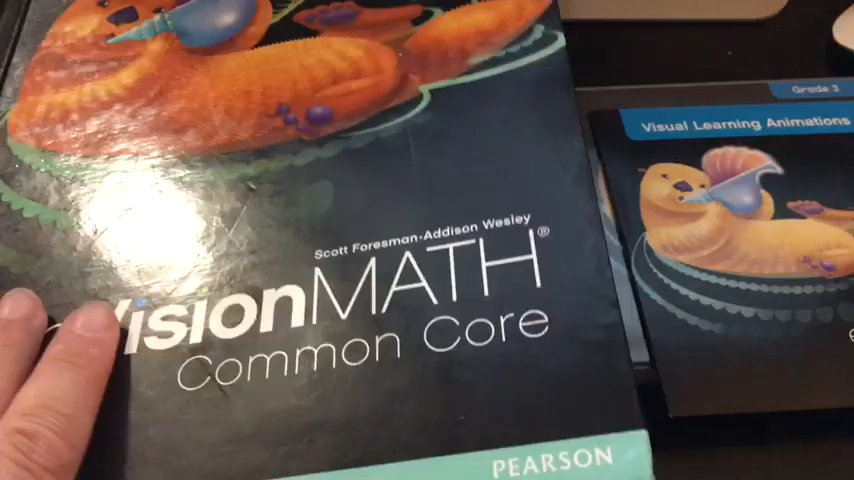 Scott Foresman-Addison Wesley
VisionMATH®
Common Core
PEARSON
Grade 3
Visual Learning Animations